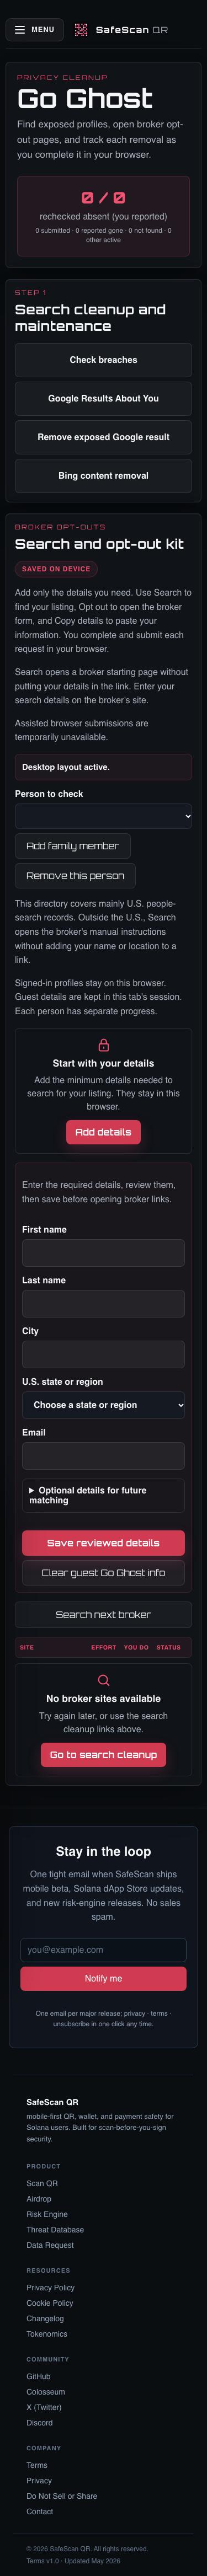 MENU
SafeScan QR
PRIVACY CLEANUP
Go Ghost
Find exposed profiles, open broker opt-
out pages, and track each removal as
you complete it in your browser.
0 / 0
rechecked absent (you reported)
0 submitted · 0 reported gone · 0 not found · 0
other active
STEP 1
Search cleanup and
maintenance
Check breaches
Google Results About You
Remove exposed Google result
Bing content removal
BROKER OPT-OUTS
Search and opt-out kit
SAVED ON DEVICE
Add only the details you need. Use Search to
find your listing, Opt out to open the broker
form, and Copy details to paste your
information. You complete and submit each
request in your browser.
Search opens a broker starting page without
putting your details in the link. Enter your
search details on the broker's site.
Assisted browser submissions are
temporarily unavailable.
Desktop layout active.
Person to check
Add family member
Remove this person
This directory covers mainly U.S. people-
search records. Outside the U.S., Search
opens the broker's manual instructions
without adding your name or location to a
link.
Signed-in profiles stay on this browser.
Guest details are kept in this tab's session.
Each person has separate progress.
Start with your details
Add the minimum details needed to
search for your listing. They stay in this
browser.
Add details
Enter the required details, review them,
then save before opening broker links.
First name
Last name
City
U.S. state or region
Choose a state or region
Email
Optional details for future
matching
Save reviewed details
Clear guest Go Ghost info
Search next broker
SITE EFFORT YOU DO STATUS
No broker sites available
Try again later, or use the search
cleanup links above.
Go to search cleanup
Stay in the loop
One tight email when SafeScan ships
mobile beta, Solana dApp Store updates,
and new risk-engine releases. No sales
spam.
you@example.com
Notify me
One email per major release; privacy · terms ·
unsubscribe in one click any time.
SafeScan QR
mobile-first QR, wallet, and payment safety for
Solana users. Built for scan-before-you-sign
security.
PRODUCT
Scan QR
Airdrop
Risk Engine
Threat Database
Data Request
RESOURCES
Privacy Policy
Cookie Policy
Changelog
Tokenomics
COMMUNITY
GitHub
Colosseum
X (Twitter)
Discord
COMPANY
Terms
Privacy
Do Not Sell or Share
Contact
© 2026 SafeScan QR. All rights reserved.
Terms v1.0 · Updated May 2026